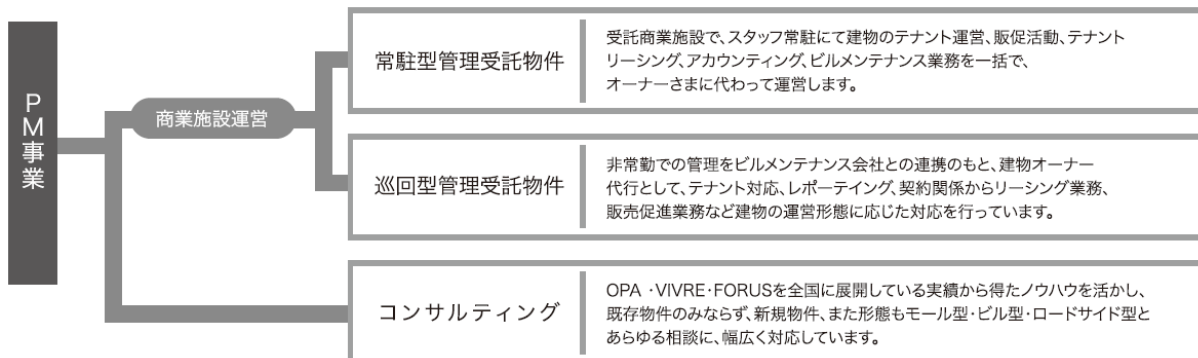 PM事業
商業施設運営
常駐型管理受託物件
受託商業施設で、スタッフ常駐にて建物のテナント運営、販促活動、テナント
リーシング、アカウンティング、ビルメンテナンス業務を一括で、
オーナーさまに代わって運営します。
巡回型管理受託物件
非常勤での管理をビルメンテナンス会社との連携のもと、建物オーナー
代行として、テナント対応、レポーテイング、契約関係からリーシング業務、
販売促進業務など建物の運営形態に応じた対応を行っています。
コンサルティング
OPA ・VIVRE・FORUSを全国に展開している実績から得たノウハウを活かし、
既存物件のみならず、新規物件、また形態もモール型・ビル型・ロードサイド型と
あらゆる相談に、幅広く対応しています。